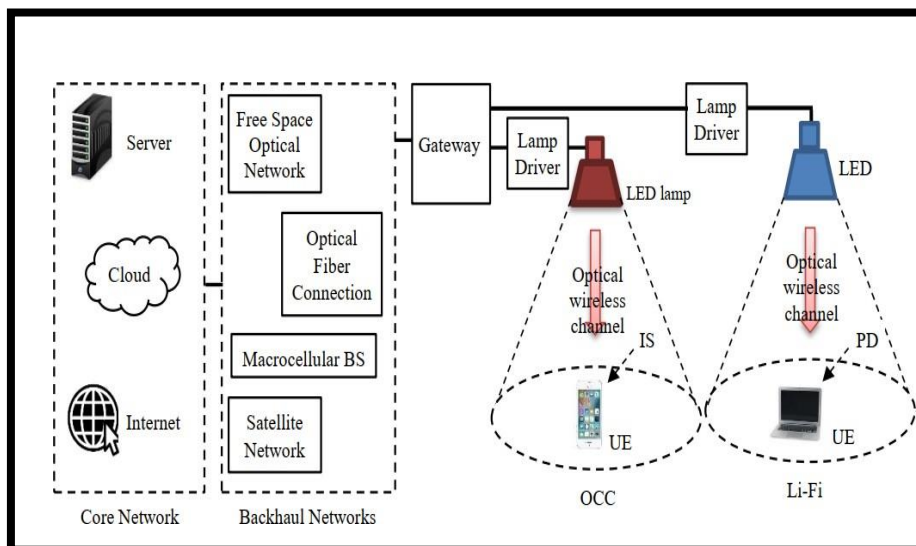 Server
Cloud
Internet
Core Network
Free Space
Optical
Network
Optical
Fiber
Connection
Macrocellular BS
Satellite
Network
Backhaul Networks
Gateway
Lamp
Driver
LED lamp
Optical
wireless
channel
IS
UE
OCC
Lamp
Driver
LED
Optical
wireless
channel
PD
UE
Li-Fi